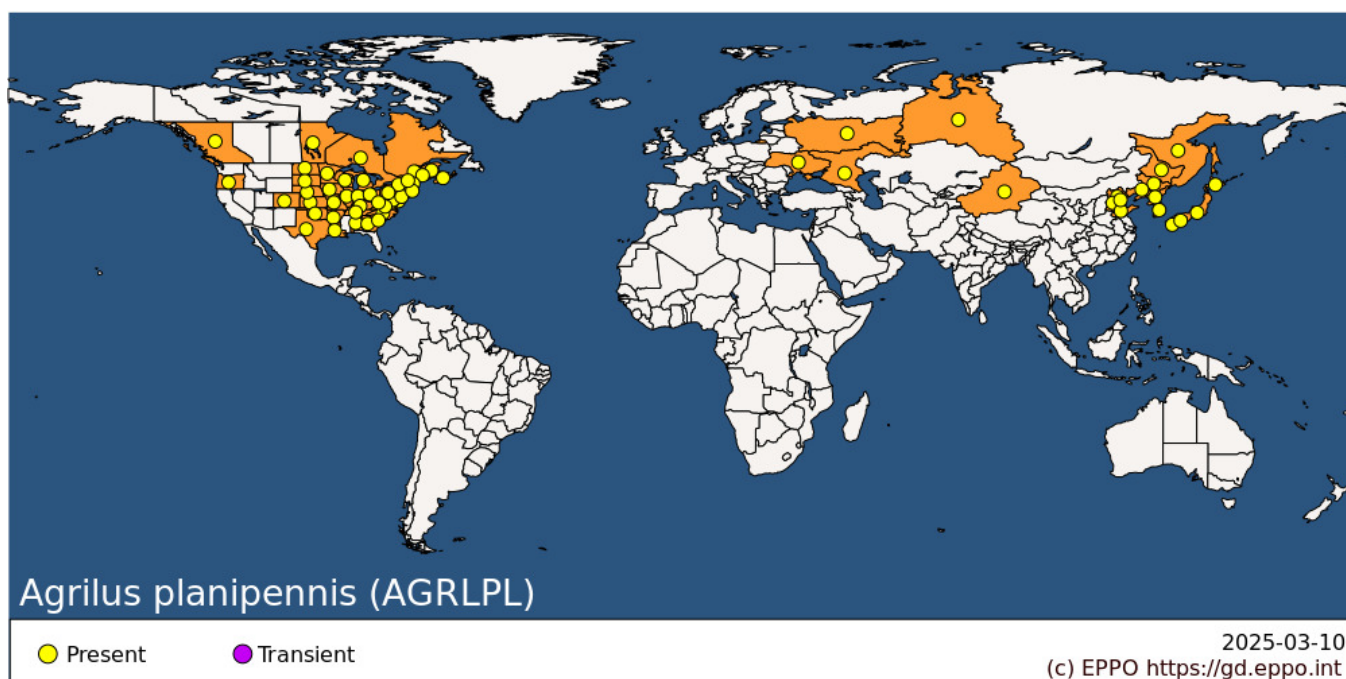 Agrilus planipennis (AGRLPL)
Present
Transient
2025-03-10
(c) EPPO https://gd.eppo.int